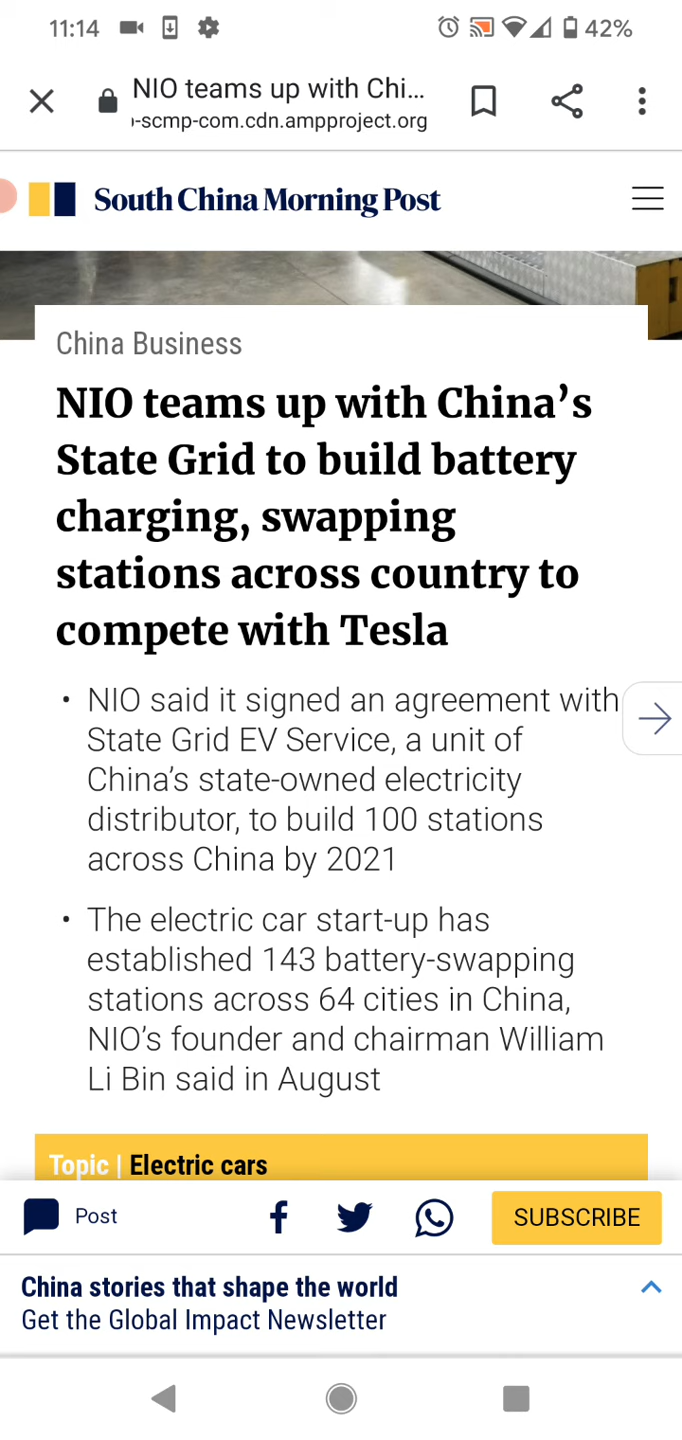 11:14
42%
NIO teams up with Chi...
-scmp-com.cdn.ampproject.org
South China Morning Post
China Business
NIO teams up with China’s
State Grid to build battery
charging, swapping
stations across country to
compete with Tesla
• NIO said it signed an agreement with
State Grid EV Service, a unit of
China’s state-owned electricity
distributor, to build 100 stations
across China by 2021
• The electric car start-up has
established 143 battery-swapping
stations across 64 cities in China,
NIO’s founder and chairman William
Li Bin said in August
Topic | Electric cars
Post
SUBSCRIBE
China stories that shape the world
Get the Global Impact Newsletter